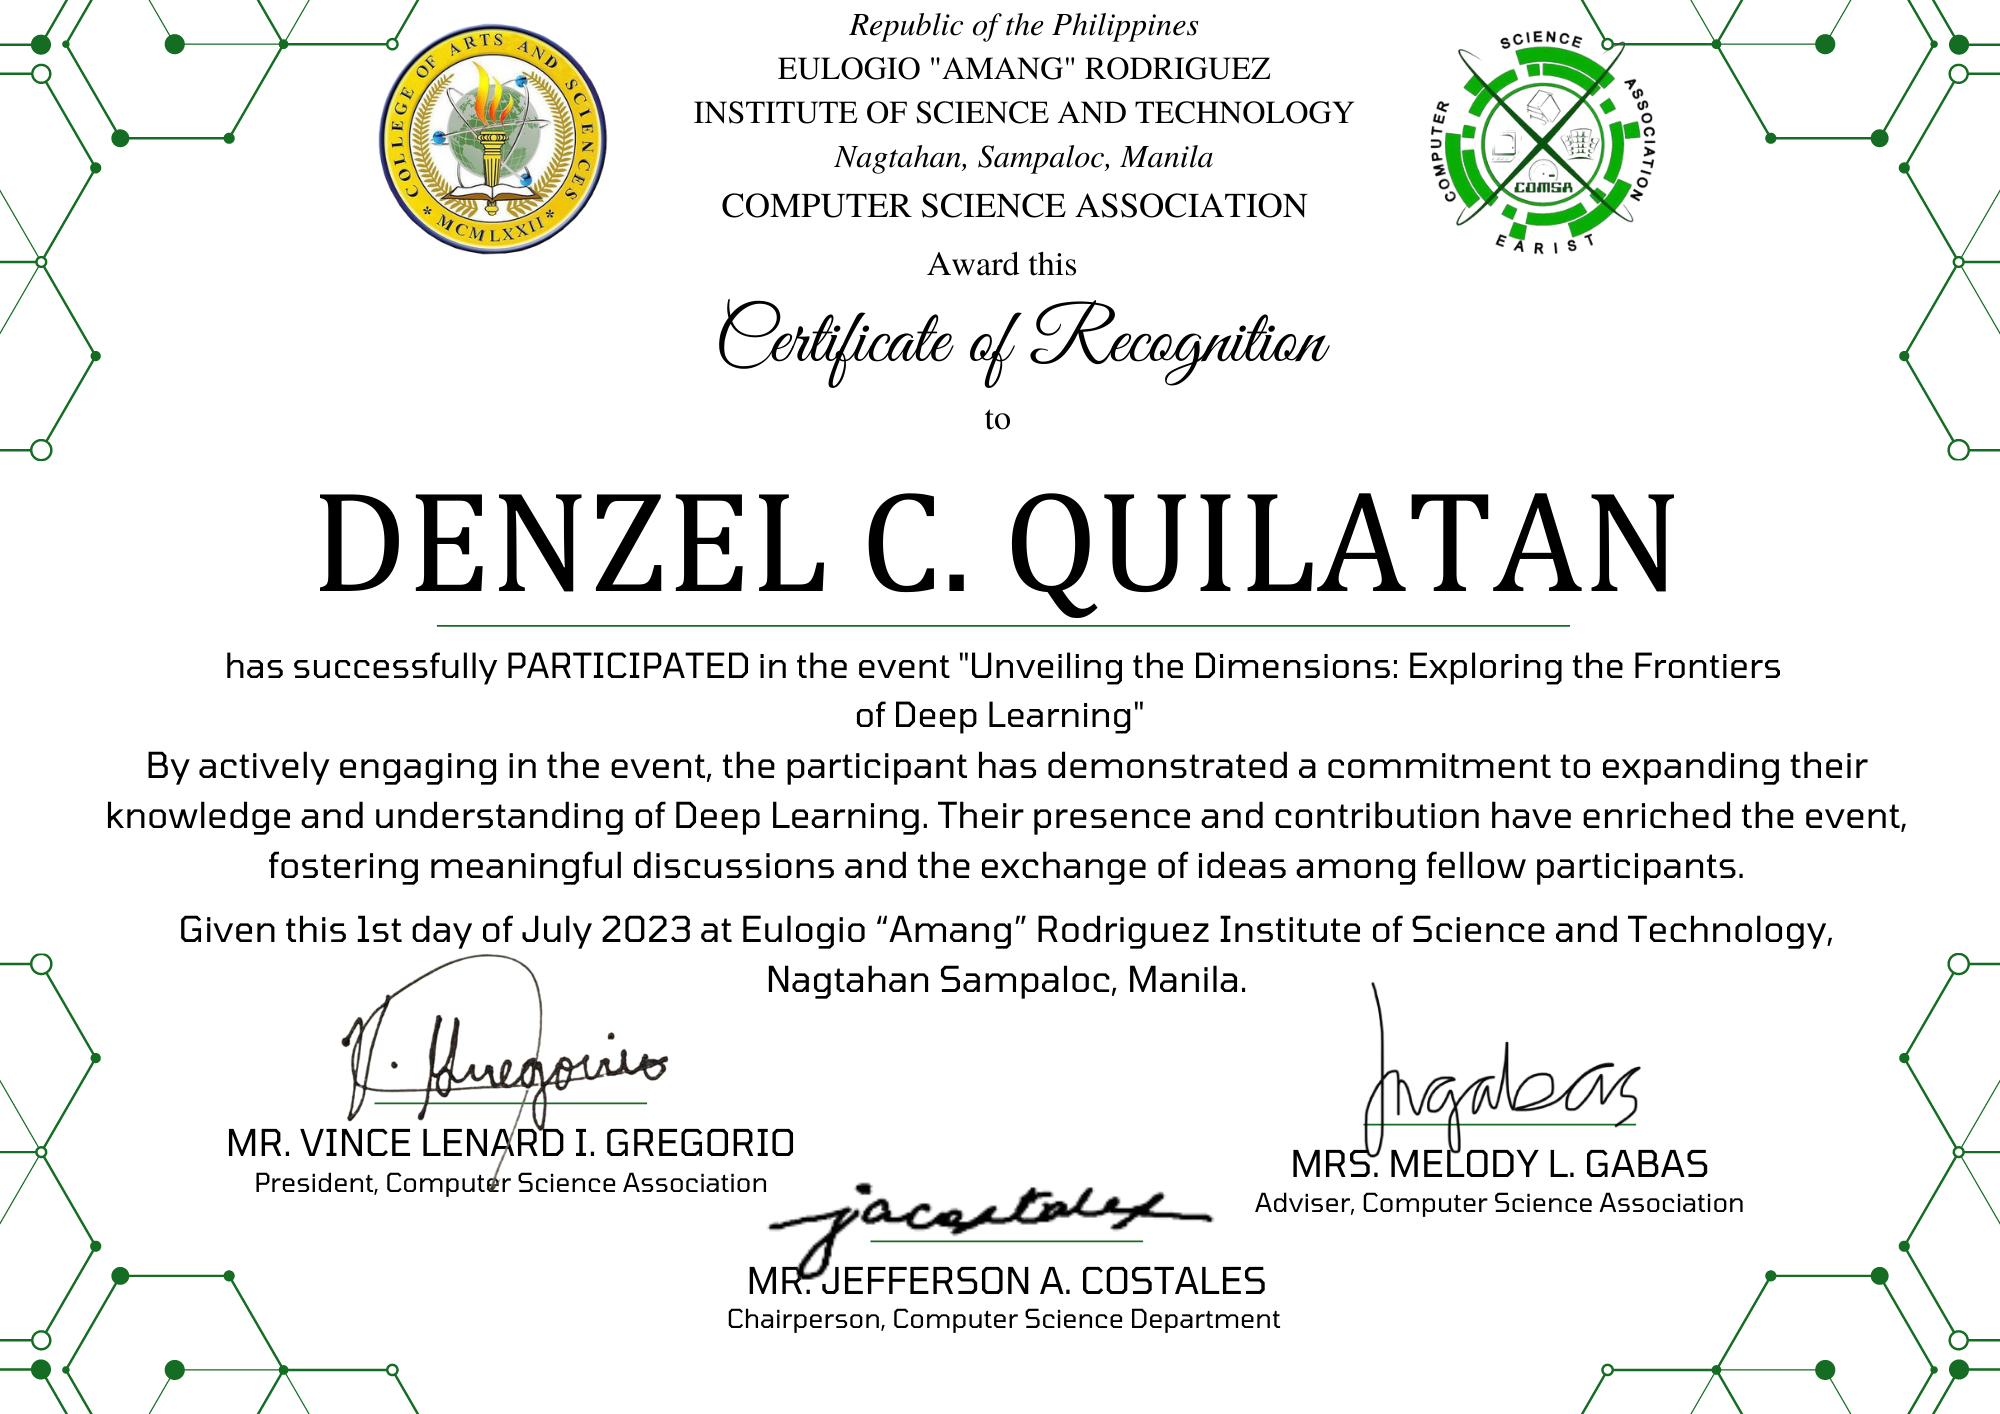 Republic of the Philippines
EULOGIO "AMANG" RODRIGUEZ
INSTITUTE OF SCIENCE AND TECHNOLOGY
Nagtahan, Sampaloc, Manila
COMPUTER SCIENCE ASSOCIATION
COLLEGE OF ARTS AND SCIENCES
* MCMLXXII *
COMPUTER SCIENCE ASSOCIATION
COMSA
EARIST
Award this
Certificate of Recognition
to
DENZEL C. QUILATAN
has successfully PARTICIPATED in the event "Unveiling the Dimensions: Exploring the Frontiers
of Deep Learning"
By actively engaging in the event, the participant has demonstrated a commitment to expanding their
knowledge and understanding of Deep Learning. Their presence and contribution have enriched the event,
fostering meaningful discussions and the exchange of ideas among fellow participants.
Given this 1st day of July 2023 at Eulogio “Amang” Rodriguez Institute of Science and Technology,
Nagtahan Sampaloc, Manila.
V. Gregorio
MR. VINCE LENARD I. GREGORIO
President, Computer Science Association
mgabas
MRS. MELODY L. GABAS
Adviser, Computer Science Association
jacostales
MR. JEFFERSON A. COSTALES
Chairperson, Computer Science Department